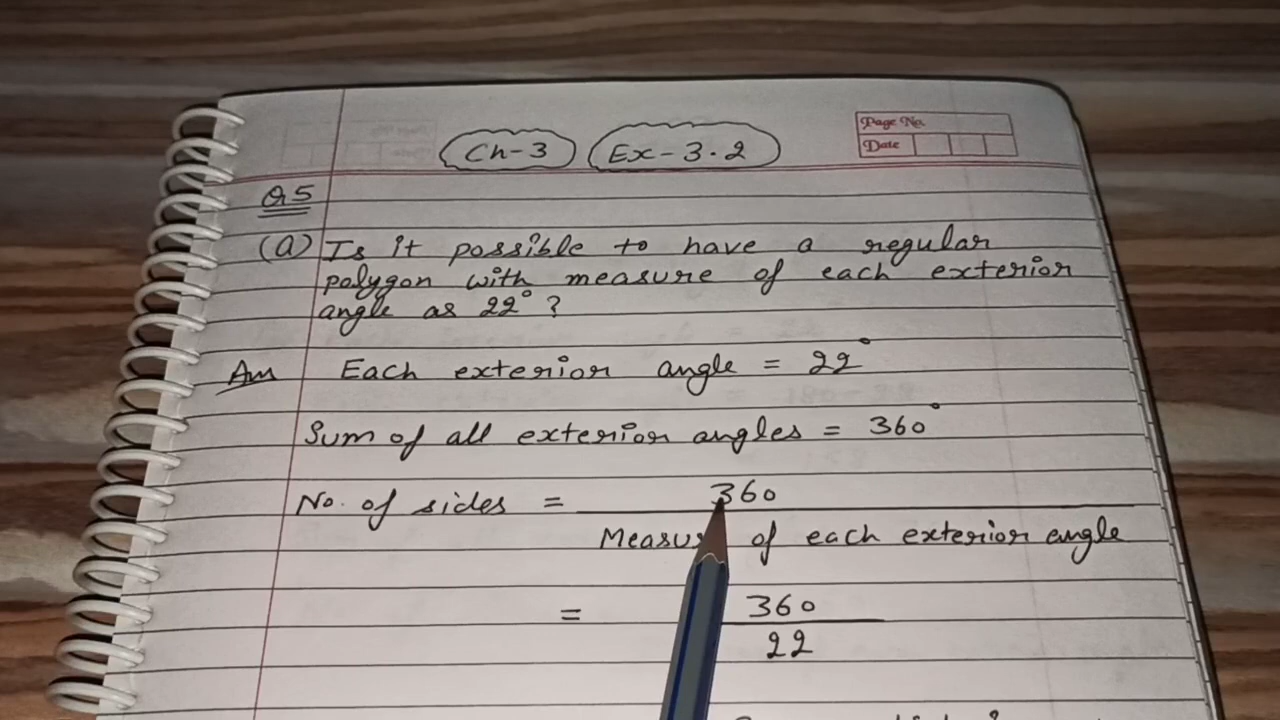 Page No.
Date
Ch-3 Ex-3.2
Q5
(a) Is it possible to have a regular
polygon with measure of each exterior
angle as 22° ?
Ans Each exterior angle = 22°
Sum of all exterior angles = 360°
No. of sides = 360
Measure of each exterior angle
= 360
22